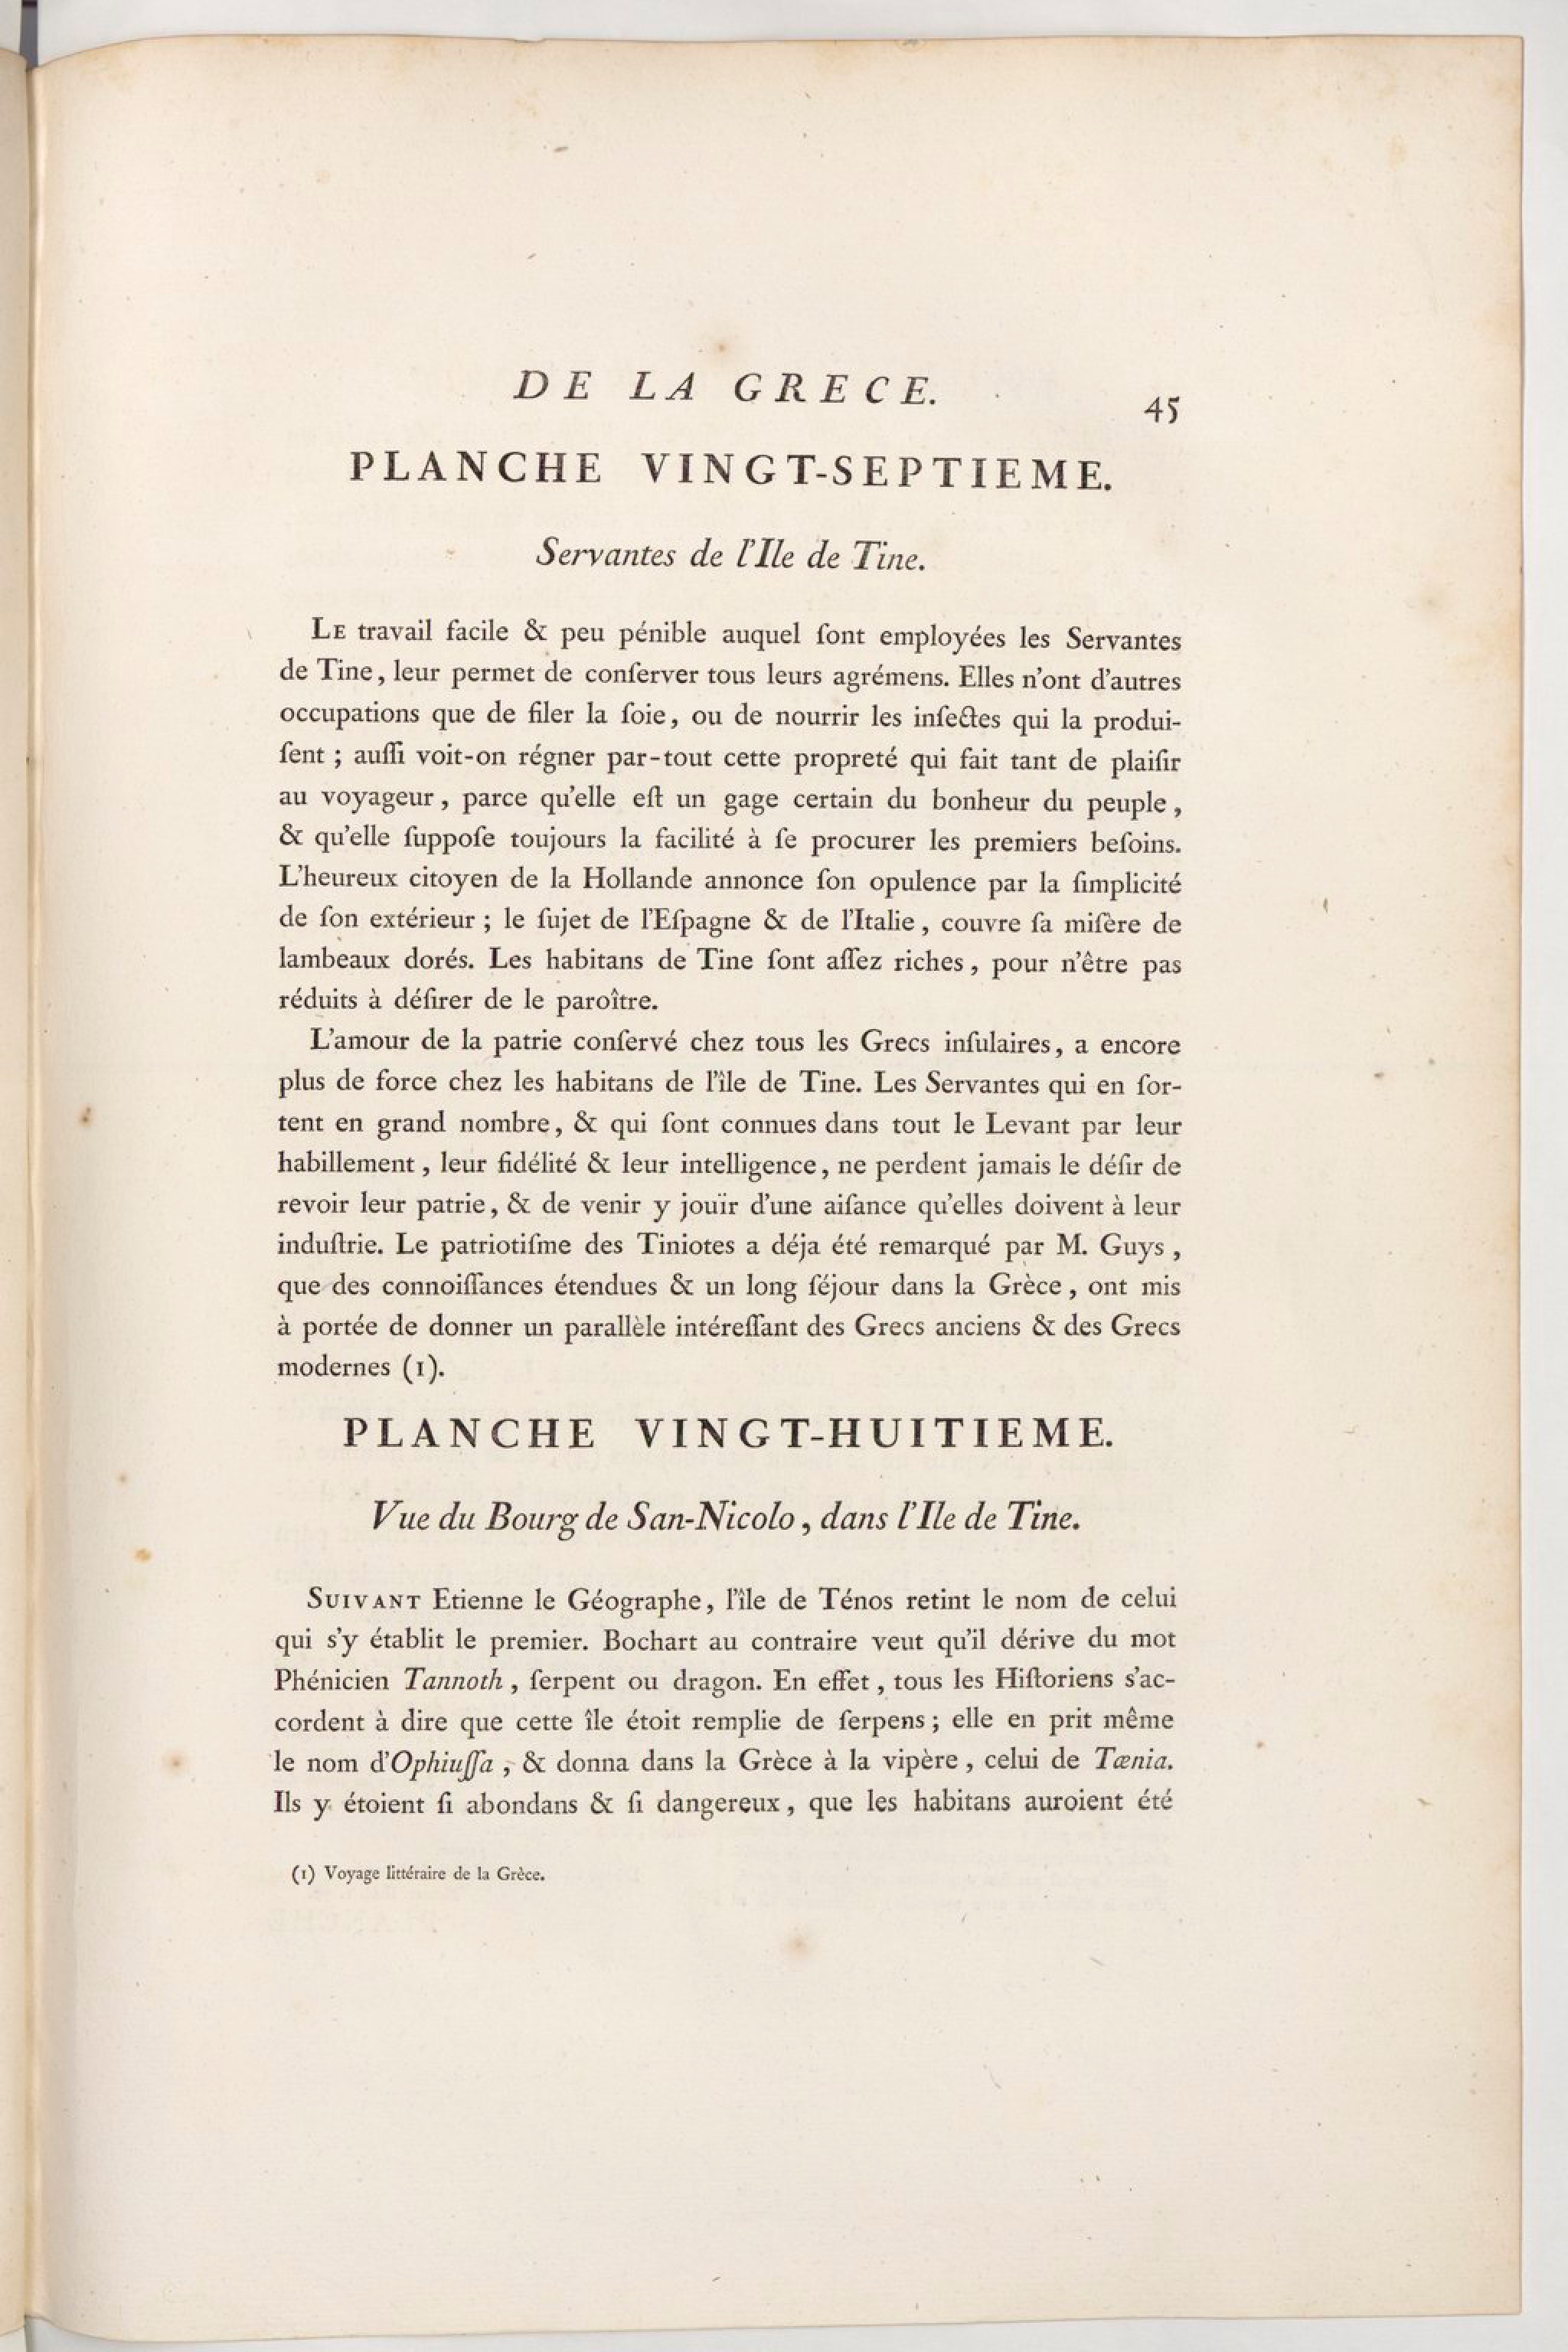 DE LA GRECE.
45
PLANCHE VINGT-SEPTIEME.
Servantes de l'Ile de Tine.
LE travail facile & peu pénible auquel ſont employées les Servantes
de Tine, leur permet de conſerver tous leurs agrémens. Elles n'ont d'autres
occupations que de filer la ſoie, ou de nourrir les inſectes qui la produi-
ſent ; auſſi voit-on régner par-tout cette propreté qui fait tant de plaiſir
au voyageur, parce qu'elle eſt un gage certain du bonheur du peuple,
& qu'elle ſuppoſe toujours la facilité à ſe procurer les premiers beſoins.
L'heureux citoyen de la Hollande annonce ſon opulence par la ſimplicité
de ſon extérieur ; le ſujet de l'Eſpagne & de l'Italie, couvre ſa miſère de
lambeaux dorés. Les habitans de Tine ſont aſſez riches, pour n'être pas
réduits à déſirer de le paroître.
L'amour de la patrie conſervé chez tous les Grecs inſulaires, a encore
plus de force chez les habitans de l'île de Tine. Les Servantes qui en ſor-
tent en grand nombre, & qui ſont connues dans tout le Levant par leur
habillement, leur fidélité & leur intelligence, ne perdent jamais le déſir de
revoir leur patrie, & de venir y jouïr d'une aiſance qu'elles doivent à leur
induſtrie. Le patriotiſme des Tiniotes a déja été remarqué par M. Guys,
que des connoiſſances étendues & un long ſéjour dans la Grèce, ont mis
à portée de donner un parallèle intéreſſant des Grecs anciens & des Grecs
modernes (1).
PLANCHE VINGT-HUITIEME.
Vue du Bourg de San-Nicolo, dans l'Ile de Tine.
SUIVANT Etienne le Géographe, l'île de Ténos retint le nom de celui
qui s'y établit le premier. Bochart au contraire veut qu'il dérive du mot
Phénicien Tannoth, ſerpent ou dragon. En effet, tous les Hiſtoriens s'ac-
cordent à dire que cette île étoit remplie de ſerpens ; elle en prit même
le nom d'Ophiuſſa, & donna dans la Grèce à la vipère, celui de Tænia.
Ils y étoient ſi abondans & ſi dangereux, que les habitans auroient été
(1) Voyage littéraire de la Grèce.